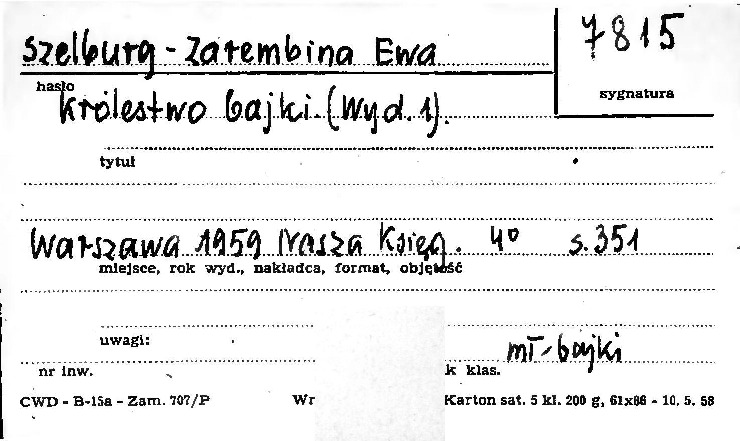 Szelburg-Zarembina Ewa
7815
hasło
sygnatura
Królestwo bajki. (Wyd. 1).
tytuł
Warszawa 1959 Nasza Księg. 4° s. 351
miejsce, rok wyd., nakładca, format, objętość
uwagi:
mł-bajki
nr inw.
k klas.
CWD - B-15a - Zam. 707/P Wr Karton sat. 5 kl. 200 g, 61x86 - 10. 5. 58